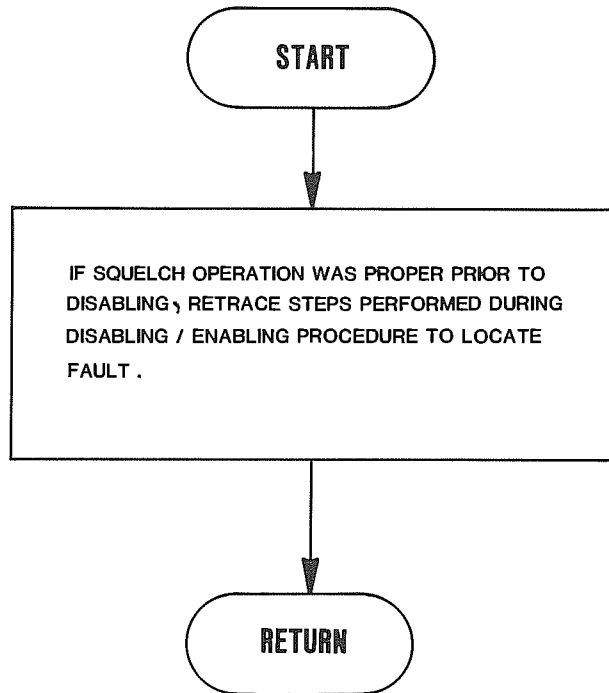 START
IF SQUELCH OPERATION WAS PROPER PRIOR TO
DISABLING, RETRACE STEPS PERFORMED DURING
DISABLING / ENABLING PROCEDURE TO LOCATE
FAULT .
RETURN